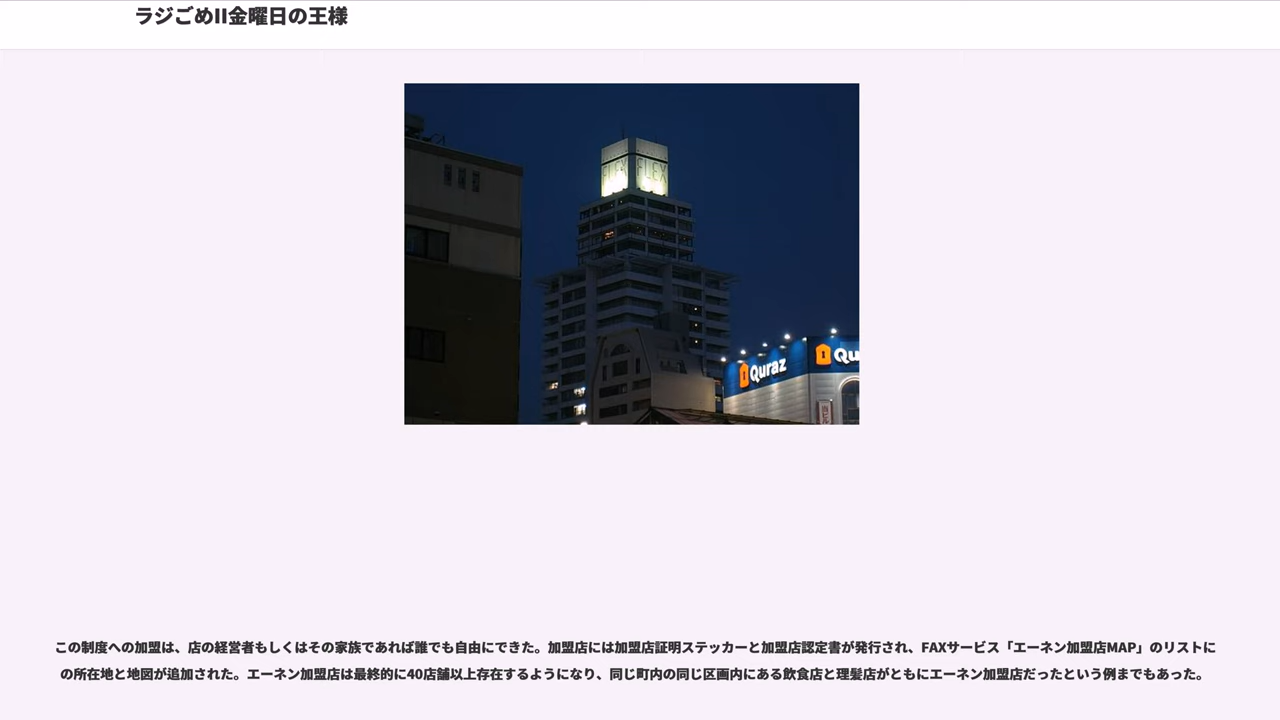 ラジごめII金曜日の王様
FLEX FLEX
Quraz
Qu
この制度への加盟は、店の経営者もしくはその家族であれば誰でも自由にできた。加盟店には加盟店証明ステッカーと加盟店認定書が発行され、FAXサービス「エーネン加盟店MAP」のリストに
の所在地と地図が追加された。エーネン加盟店は最終的に40店舗以上存在するようになり、同じ町内の同じ区画内にある飲食店と理髪店がともにエーネン加盟店だったという例までもあった。